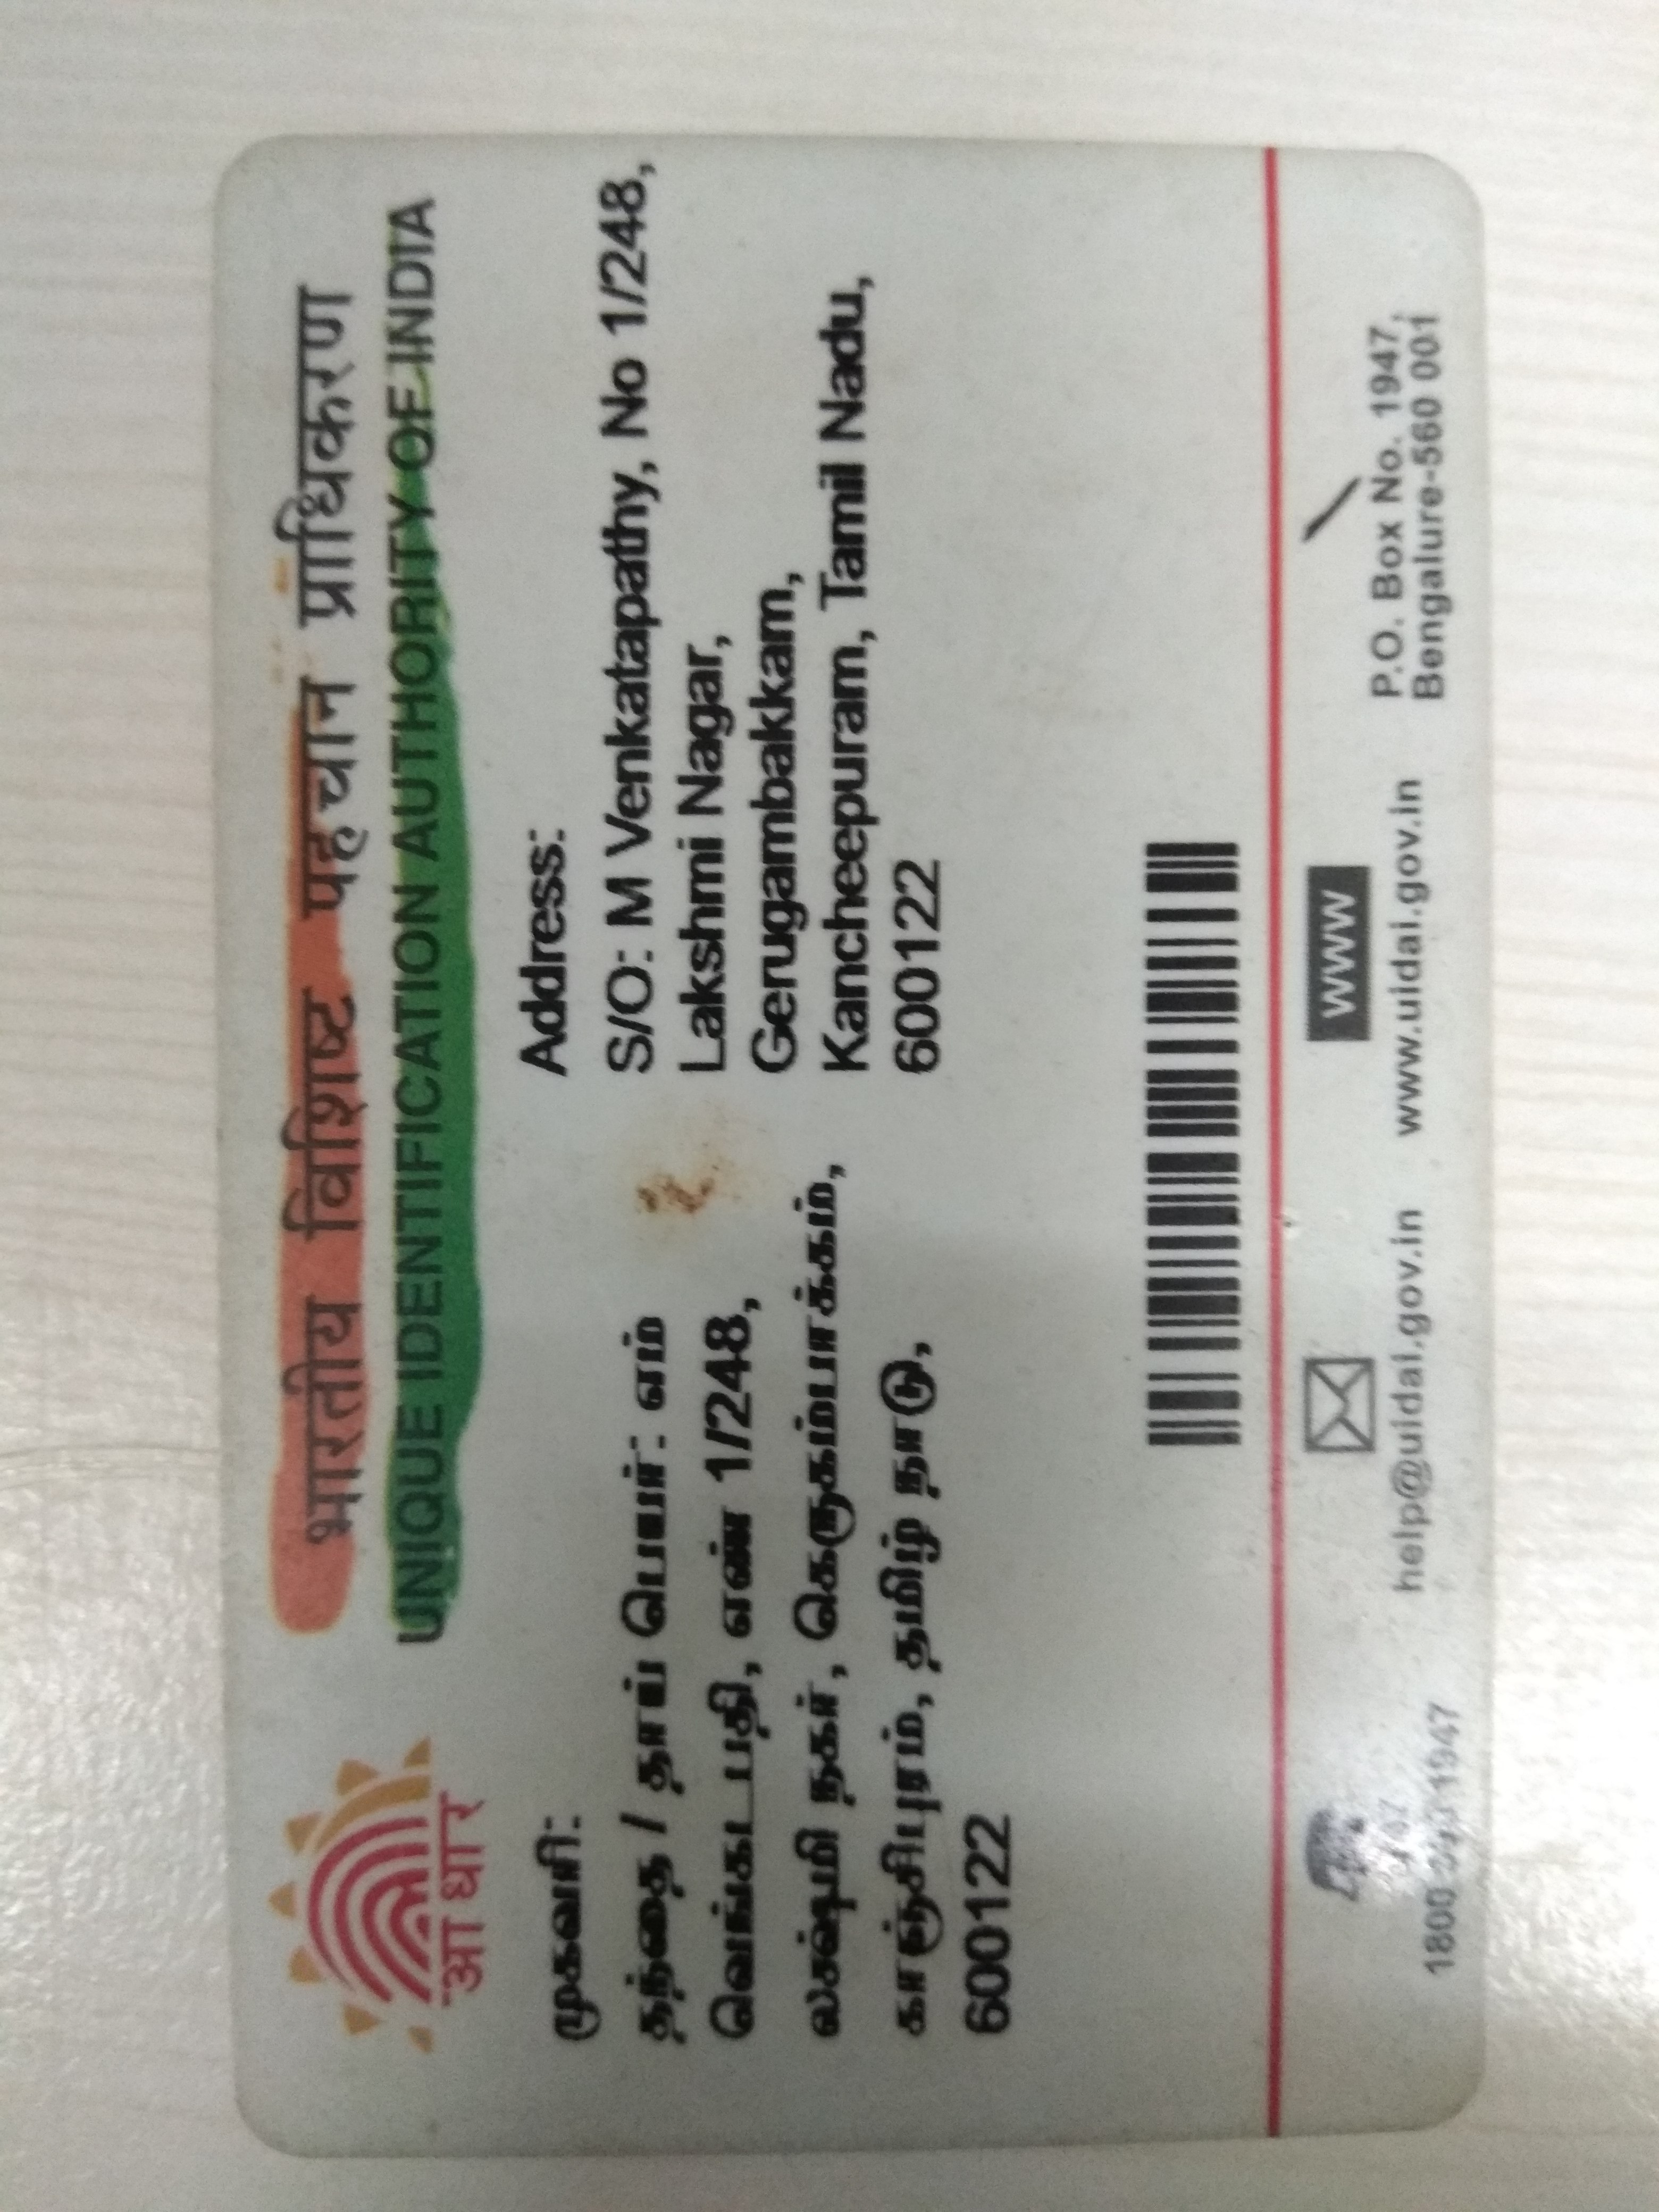 भारतीय विशिष्ट पहचान प्राधिकरण
UNIQUE IDENTIFICATION AUTHORITY OF INDIA
आधार
முகவரி:
தந்தை / தாய் பெயர்: எம்
வெங்கடபதி, எண் 1/248,
லக்ஷ்மி நகர், கெருகம்பாக்கம்,
காஞ்சிபுரம், தமிழ் நாடு,
600122
Address:
S/O: M Venkatapathy, No 1/248,
Lakshmi Nagar,
Gerugambakkam,
Kancheepuram, Tamil Nadu,
600122
1800 1947
help@uidai.gov.in
www
www.uidai.gov.in
P.O. Box No. 1947,
Bengalure-560 001